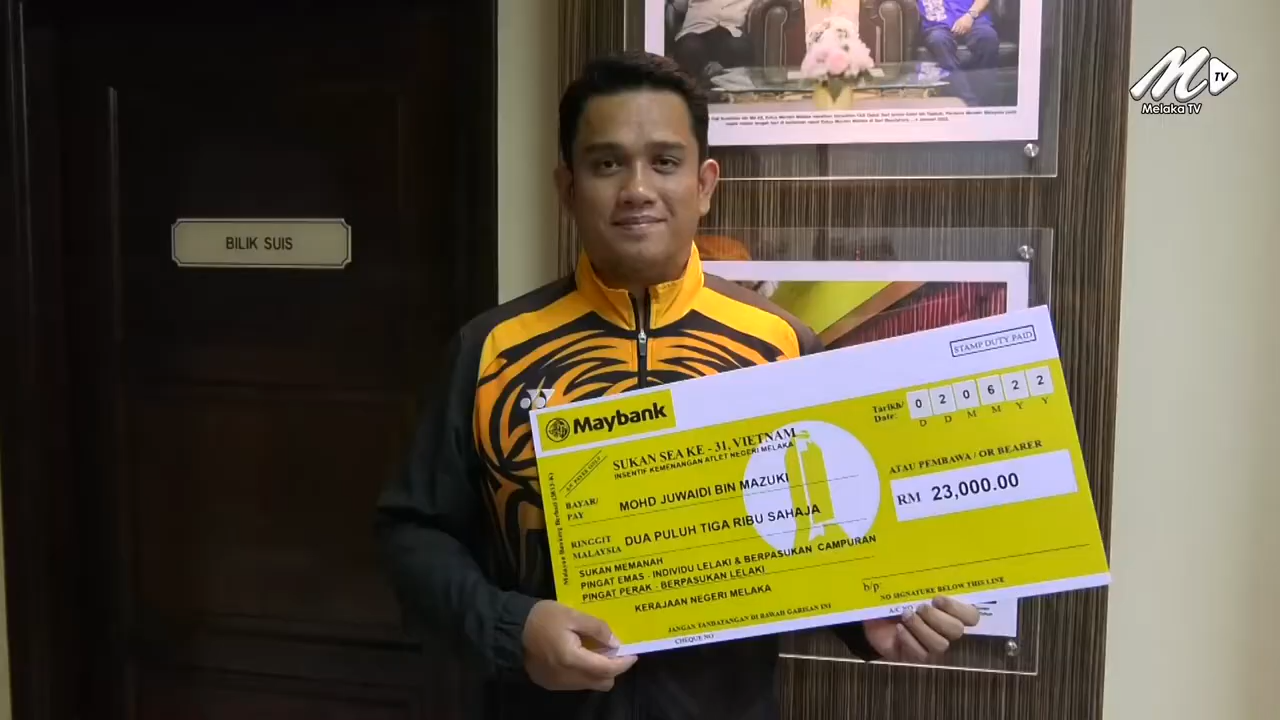 M TV
Melaka TV
BILIK SUIS
STAMP DUTY PAID
Maybank
Tarikh/
Date:
0 2 0 6 2 2
D D M M Y Y
SUKAN SEA KE - 31, VIETNAM
INSENTIF KEMENANGAN ATLET NEGERI MELAKA
A/C PAYEE ONLY
BAYAR/
PAY
MOHD JUWAIDI BIN MAZUKI
ATAU PEMBAWA / OR BEARER
RINGGIT
MALAYSIA
DUA PULUH TIGA RIBU SAHAJA
RM 23,000.00
SUKAN MEMANAH
PINGAT EMAS - INDIVIDU LELAKI & BERPASUKAN CAMPURAN
PINGAT PERAK - BERPASUKAN LELAKI
KERAJAAN NEGERI MELAKA
b/p
NO SIGNATURE BELOW THIS LINE
JANGAN TANDATANGAN DI BAWAH GARISAN INI
CHEQUE NO
A/C NO
Malayan Banking Berhad (3813-K)